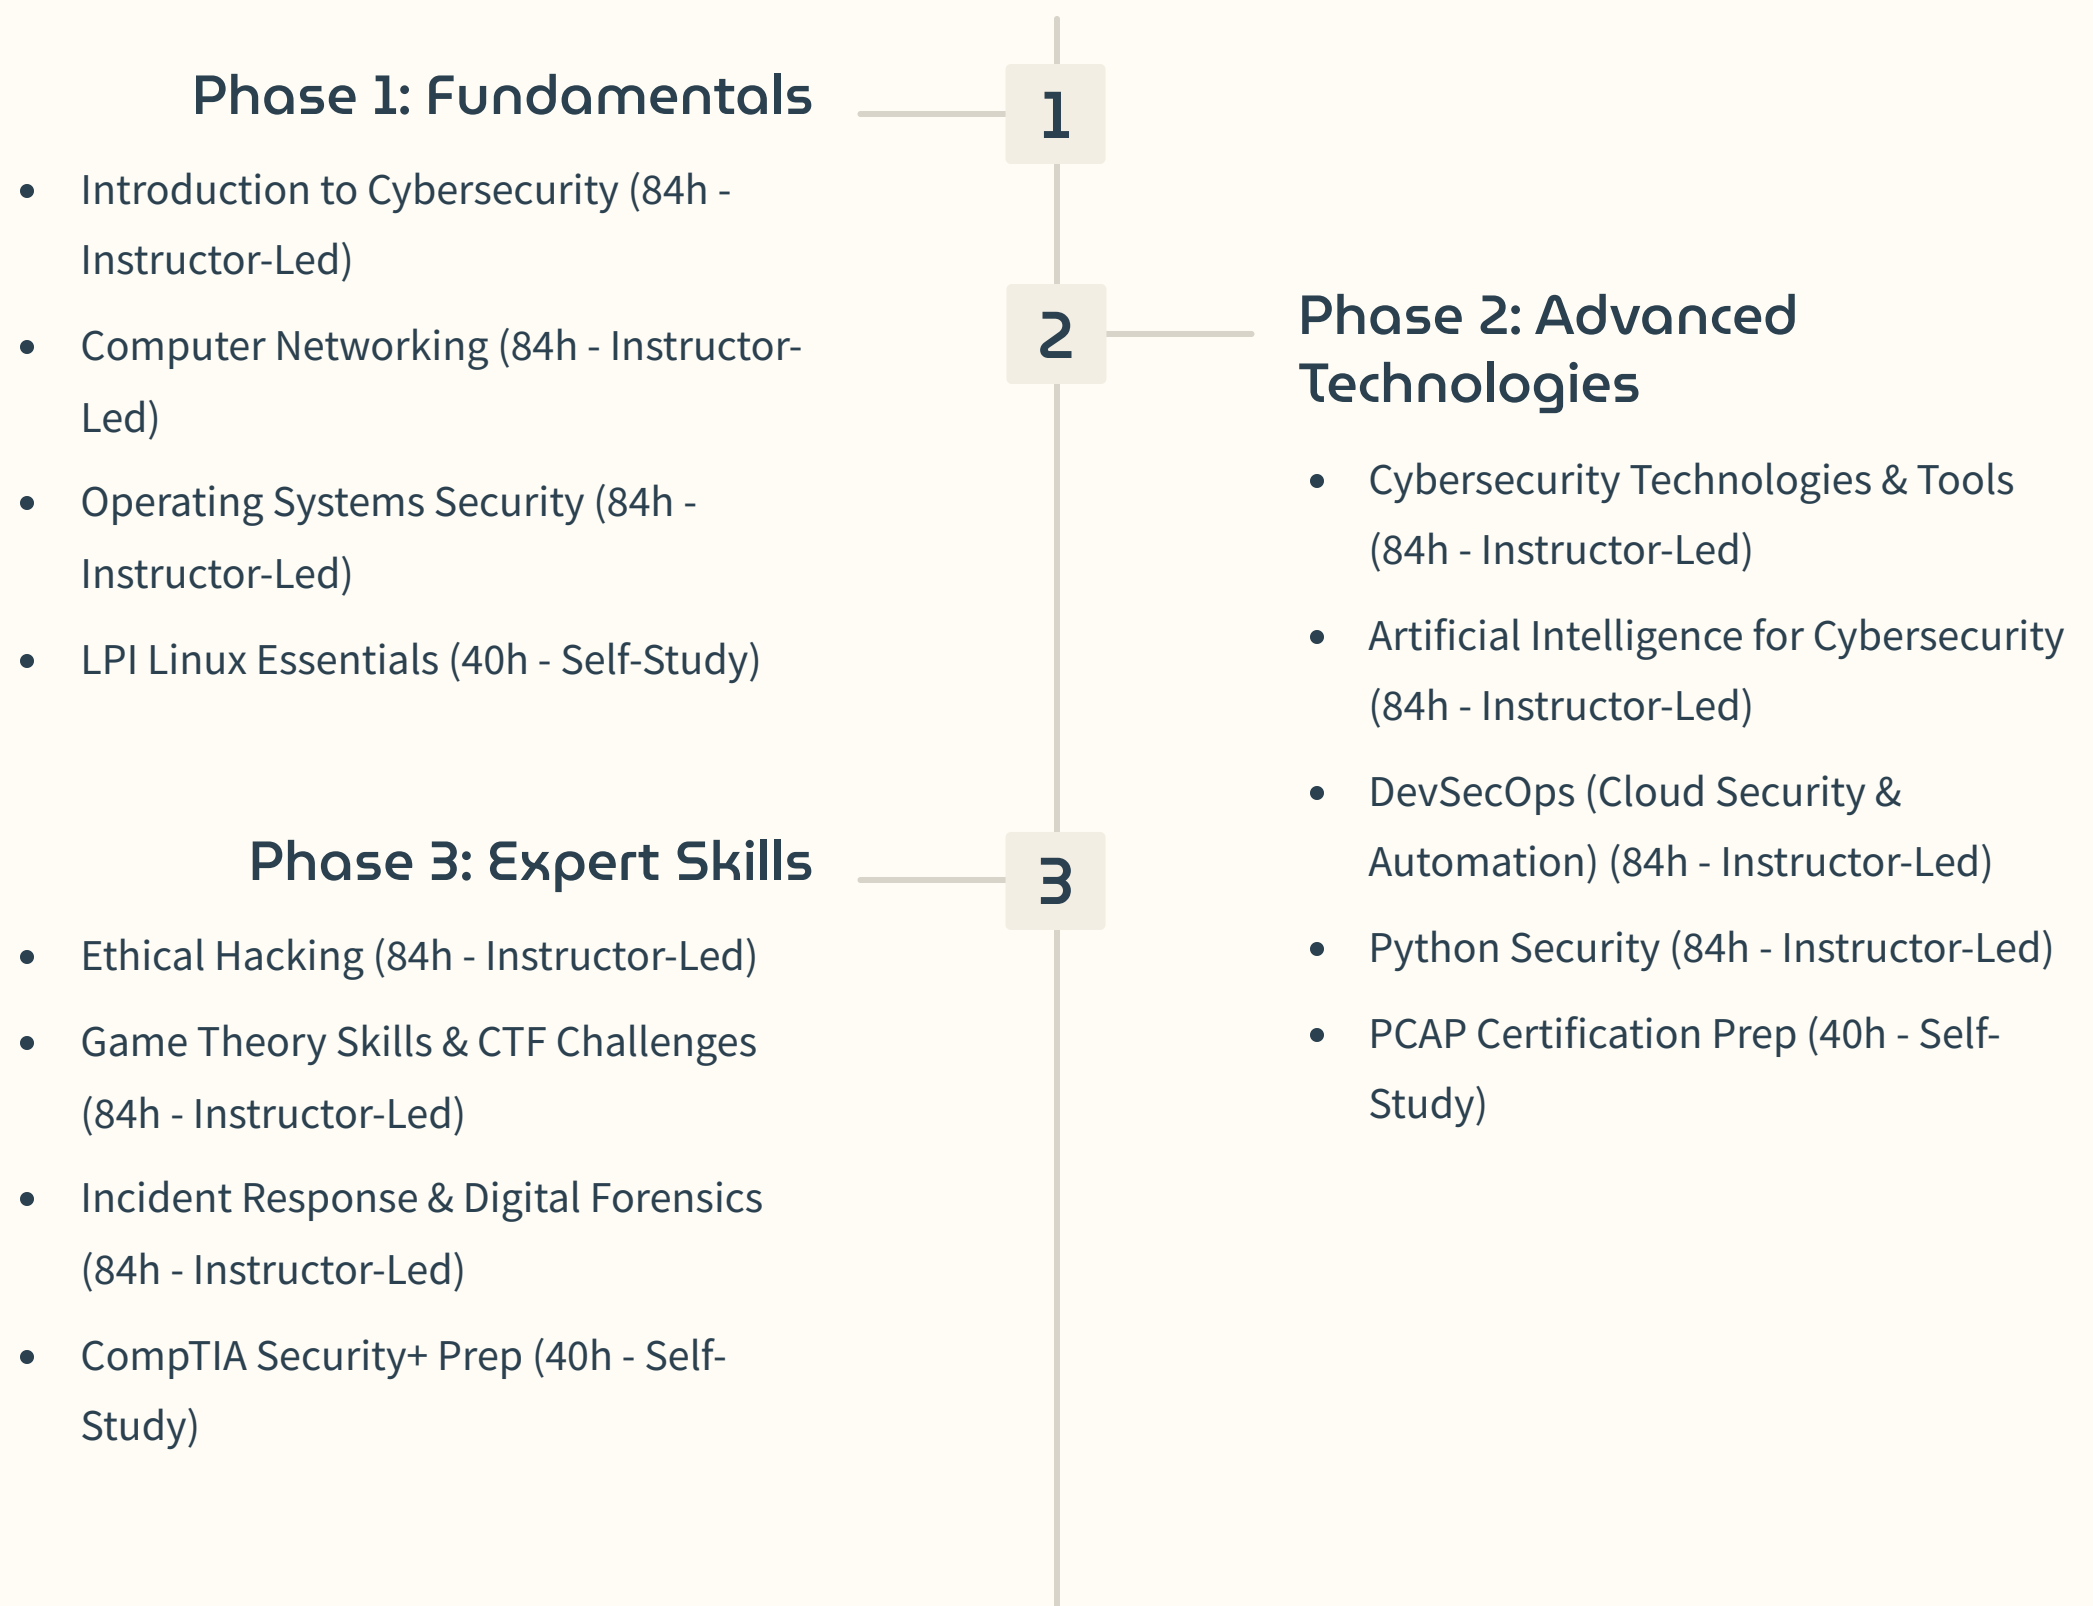 Phase 1: Fundamentals
1
• Introduction to Cybersecurity (84h -
Instructor-Led)
• Computer Networking (84h - Instructor-
Led)
• Operating Systems Security (84h -
Instructor-Led)
• LPI Linux Essentials (40h - Self-Study)
2
Phase 2: Advanced
Technologies
• Cybersecurity Technologies & Tools
(84h - Instructor-Led)
• Artificial Intelligence for Cybersecurity
(84h - Instructor-Led)
• DevSecOps (Cloud Security &
Automation) (84h - Instructor-Led)
• Python Security (84h - Instructor-Led)
• PCAP Certification Prep (40h - Self-
Study)
Phase 3: Expert Skills
3
• Ethical Hacking (84h - Instructor-Led)
• Game Theory Skills & CTF Challenges
(84h - Instructor-Led)
• Incident Response & Digital Forensics
(84h - Instructor-Led)
• CompTIA Security+ Prep (40h - Self-
Study)